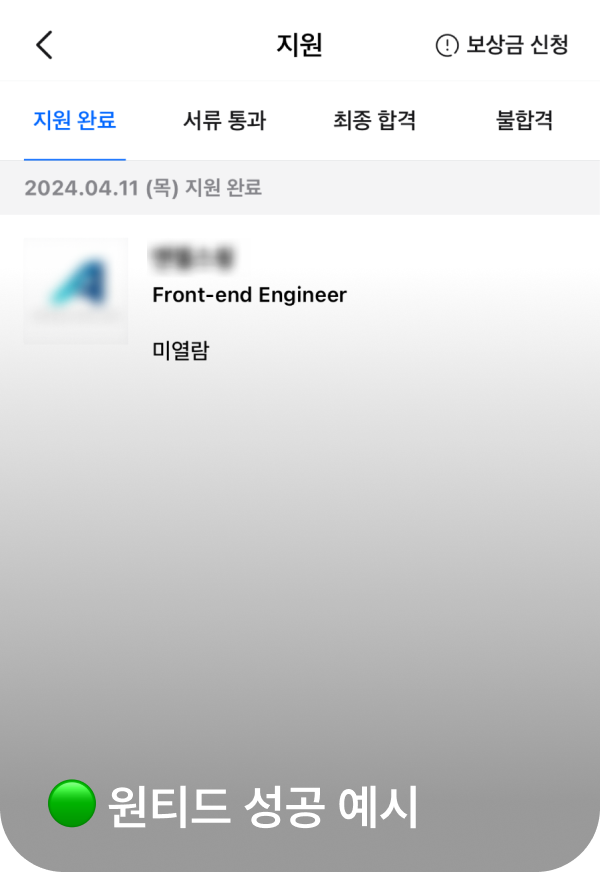 지원
보상금 신청
지원 완료 서류 통과 최종 합격 불합격
2024.04.11 (목) 지원 완료
Front-end Engineer
미열람
원티드 성공 예시